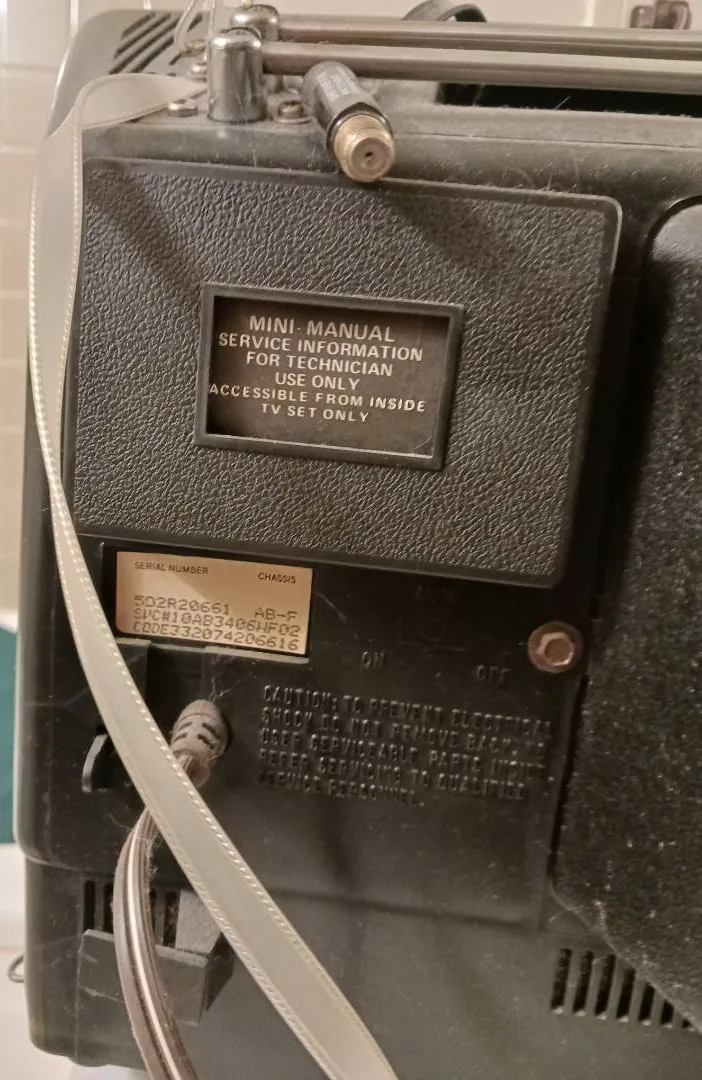 MINI-MANUAL
SERVICE INFORMATION
FOR TECHNICIAN
USE ONLY
ACCESSIBLE FROM INSIDE
TV SET ONLY
SERIAL NUMBER
CHASSIS
5D2R20661 AB-F
SVC#10AB3406WF02
CODE332074206616
ON OFF
CAUTION: TO PREVENT ELECTRICAL
SHOCK DO NOT REMOVE BACK. NO
USER SERVICEABLE PARTS INSIDE.
REFER SERVICING TO QUALIFIED
SERVICE PERSONNEL.